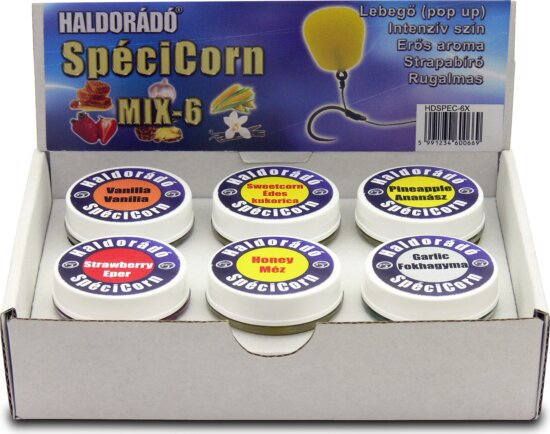 HALDORÁDÓ®
SpéciCorn
MIX-6
Lebegő (pop up)
Intenzív szín
Erős aroma
Strapabíró
Rugalmas
HDSPEC-6X
5 991234 600669
Haldorádó
Vanilla
Vanília
SpéciCorn
Haldorádó
Sweetcorn
Édes
kukorica
SpéciCorn
Haldorádó
Pineapple
Ananász
SpéciCorn
Haldorádó
Strawberry
Eper
SpéciCorn
Haldorádó
Honey
Méz
SpéciCorn
Haldorádó
Garlic
Fokhagyma
SpéciCorn